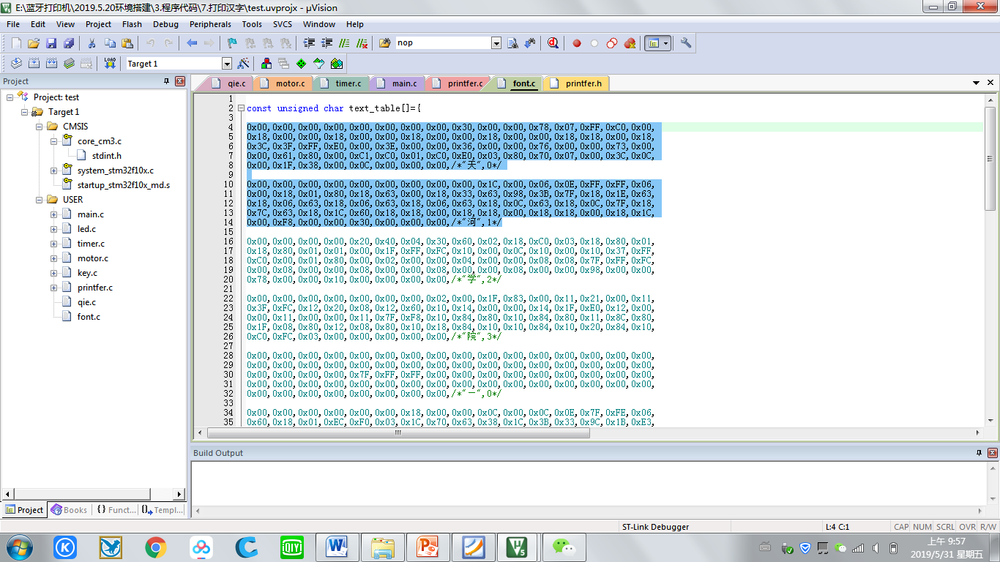 E:\蓝牙打印机\2019.5.20环境搭建\3.程序代码\7.打印汉字\test.uvprojx - µVision
File Edit View Project Flash Debug Peripherals Tools SVCS Window Help
nop
LOAD Target 1
Project
qie.c motor.c timer.c main.c printfer.c font.c printfer.h
Project: test
Target 1
CMSIS
core_cm3.c
stdint.h
system_stm32f10x.c
startup_stm32f10x_md.s
USER
main.c
led.c
timer.c
motor.c
key.c
printfer.c
qie.c
font.c
1
2 const unsigned char text_table[]={
3
4 0x00,0x00,0x00,0x00,0x00,0x00,0x00,0x00,0x30,0x00,0x00,0x78,0x07,0xFF,0xC0,0x00,
5 0x18,0x00,0x00,0x18,0x00,0x00,0x18,0x00,0x00,0x18,0x00,0x00,0x18,0x18,0x00,0x18,
6 0x3C,0x3F,0xFF,0xE0,0x00,0x3E,0x00,0x00,0x36,0x00,0x00,0x76,0x00,0x00,0x73,0x00,
7 0x00,0x61,0x80,0x00,0xC1,0xC0,0x01,0xC0,0xE0,0x03,0x80,0x70,0x07,0x00,0x3C,0x0C,
8 0x00,0x1F,0x38,0x00,0x0C,0x00,0x00,0x00,/*"天",0*/
9
10 0x00,0x00,0x00,0x00,0x00,0x00,0x00,0x00,0x00,0x1C,0x00,0x06,0x0E,0xFF,0xFF,0x06,
11 0x00,0x18,0x01,0x80,0x18,0x63,0x00,0x18,0x33,0x63,0x98,0x3B,0x7F,0x18,0x1E,0x63,
12 0x18,0x06,0x63,0x18,0x06,0x63,0x18,0x06,0x63,0x18,0x0C,0x63,0x18,0x0C,0x7F,0x18,
13 0x7C,0x63,0x18,0x1C,0x60,0x18,0x18,0x00,0x18,0x18,0x00,0x18,0x18,0x00,0x18,0x1C,
14 0x00,0xF8,0x00,0x00,0x30,0x00,0x00,0x00,/*"河",1*/
15
16 0x00,0x00,0x00,0x00,0x20,0x40,0x04,0x30,0x60,0x02,0x18,0xC0,0x03,0x18,0x80,0x01,
17 0x18,0x80,0x01,0x01,0x00,0x1F,0xFF,0xFC,0x10,0x00,0x0C,0x10,0x00,0x10,0x37,0xFF,
18 0xC0,0x00,0x01,0x80,0x00,0x02,0x00,0x00,0x04,0x00,0x00,0x08,0x08,0x7F,0xFF,0xFC,
19 0x00,0x08,0x00,0x00,0x08,0x00,0x00,0x08,0x00,0x00,0x08,0x00,0x00,0x98,0x00,0x00,
20 0x78,0x00,0x00,0x10,0x00,0x00,0x00,0x00,/*"学",2*/
21
22 0x00,0x00,0x00,0x00,0x00,0x00,0x00,0x02,0x00,0x1F,0x83,0x00,0x11,0x21,0x00,0x11,
23 0x3F,0xFC,0x12,0x20,0x08,0x12,0x60,0x10,0x14,0x00,0x00,0x14,0x1F,0xE0,0x12,0x00,
24 0x00,0x11,0x00,0x00,0x11,0x7F,0xF8,0x10,0x84,0x80,0x10,0x84,0x80,0x11,0x8C,0x80,
25 0x1F,0x08,0x80,0x12,0x08,0x80,0x10,0x18,0x84,0x10,0x10,0x84,0x10,0x20,0x84,0x10,
26 0xC0,0xFC,0x03,0x00,0x00,0x00,0x00,0x00,/*"院",3*/
27
28 0x00,0x00,0x00,0x00,0x00,0x00,0x00,0x00,0x00,0x00,0x00,0x00,0x00,0x00,0x00,0x00,
29 0x00,0x00,0x00,0x00,0x00,0x00,0x00,0x00,0x00,0x00,0x00,0x00,0x00,0x00,0x00,0x00,
30 0x00,0x00,0x00,0x00,0x7F,0xFF,0xFF,0x00,0x00,0x00,0x00,0x00,0x00,0x00,0x00,0x00,
31 0x00,0x00,0x00,0x00,0x00,0x00,0x00,0x00,0x00,0x00,0x00,0x00,0x00,0x00,0x00,0x00,
32 0x00,0x00,0x00,0x00,0x00,0x00,0x00,0x00,/*"一",0*/
33
34 0x00,0x00,0x00,0x00,0x00,0x00,0x18,0x00,0x00,0x0C,0x00,0x0C,0x0E,0x7F,0xFE,0x06,
35 0x60,0x18,0x01,0xEC,0xF0,0x03,0x1C,0x70,0x63,0x38,0x1C,0x3B,0x33,0x9C,0x1B,0xE3,
Build Output
Project Books {} Funct... Templ...
ST-Link Debugger L:4 C:1 CAP NUM SCRL OVR R/W
上午 9:57
2019/5/31 星期五